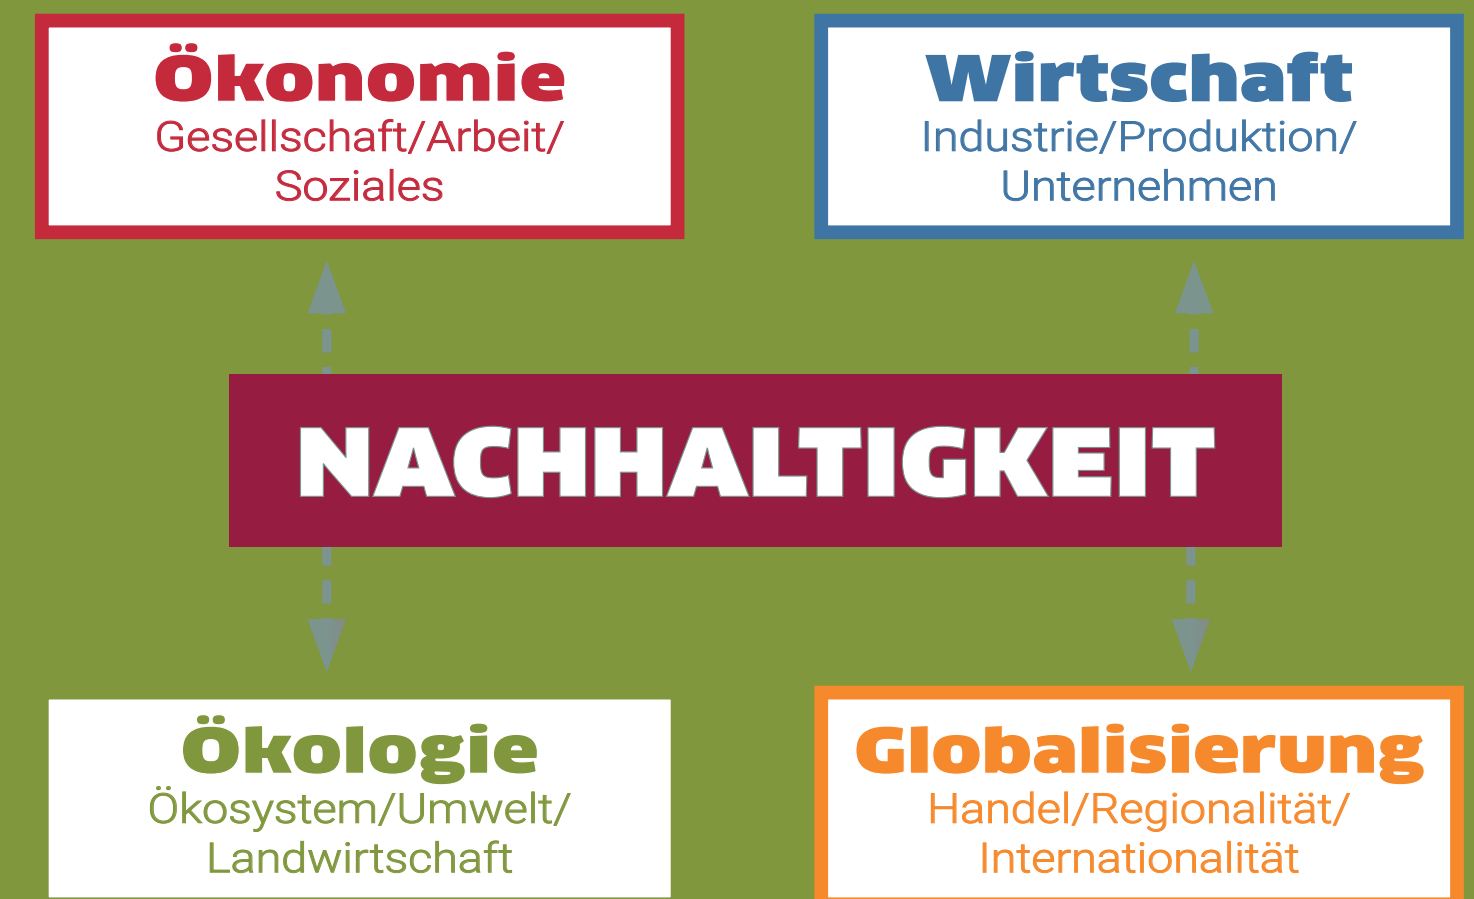 Ökonomie
Gesellschaft/Arbeit/
Soziales
Wirtschaft
Industrie/Produktion/
Unternehmen
NACHHALTIGKEIT
Ökologie
Ökosystem/Umwelt/
Landwirtschaft
Globalisierung
Handel/Regionalität/
Internationalität